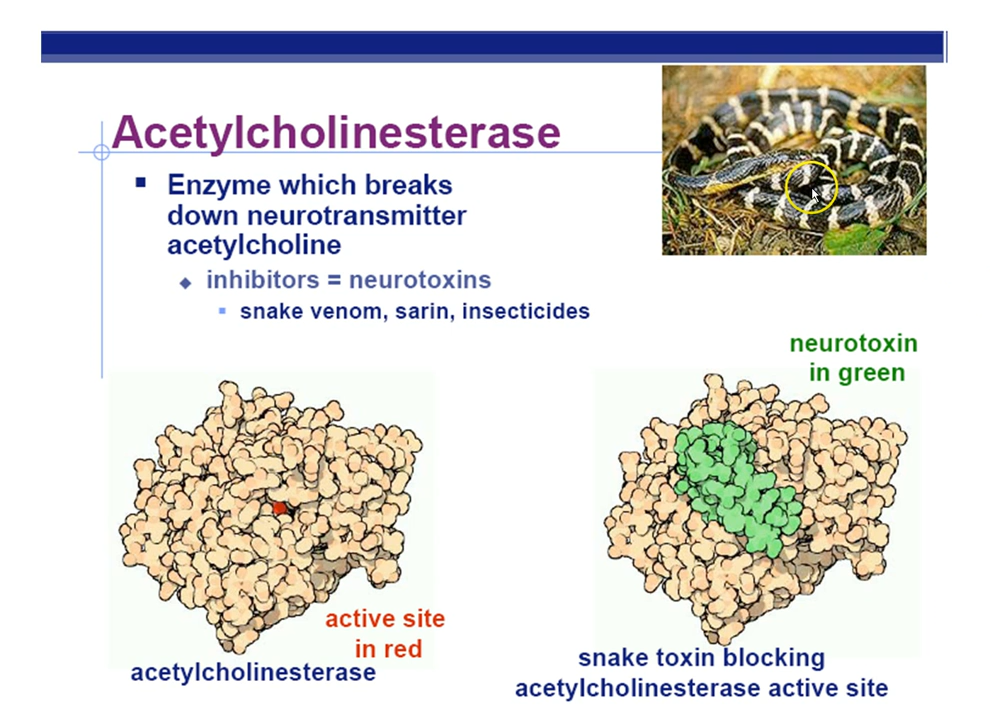 Acetylcholinesterase
Enzyme which breaks
down neurotransmitter
acetylcholine
inhibitors = neurotoxins
snake venom, sarin, insecticides
neurotoxin
in green
active site
in red
acetylcholinesterase
snake toxin blocking
acetylcholinesterase active site